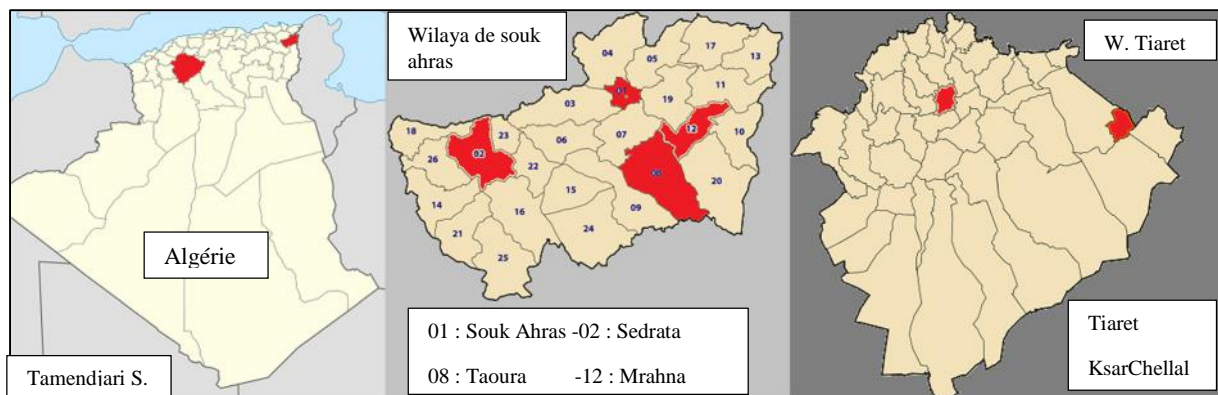 Algérie
Tamendjari S.
Wilaya de souk
ahras
04
17
05
13
01
11
03
19
18
23
12
02
06
07
10
26
22
08
20
15
14
16
09
21
24
25
01 : Souk Ahras -02 : Sedrata
08 : Taoura -12 : Mrahna
W. Tiaret
Tiaret
KsarChellal